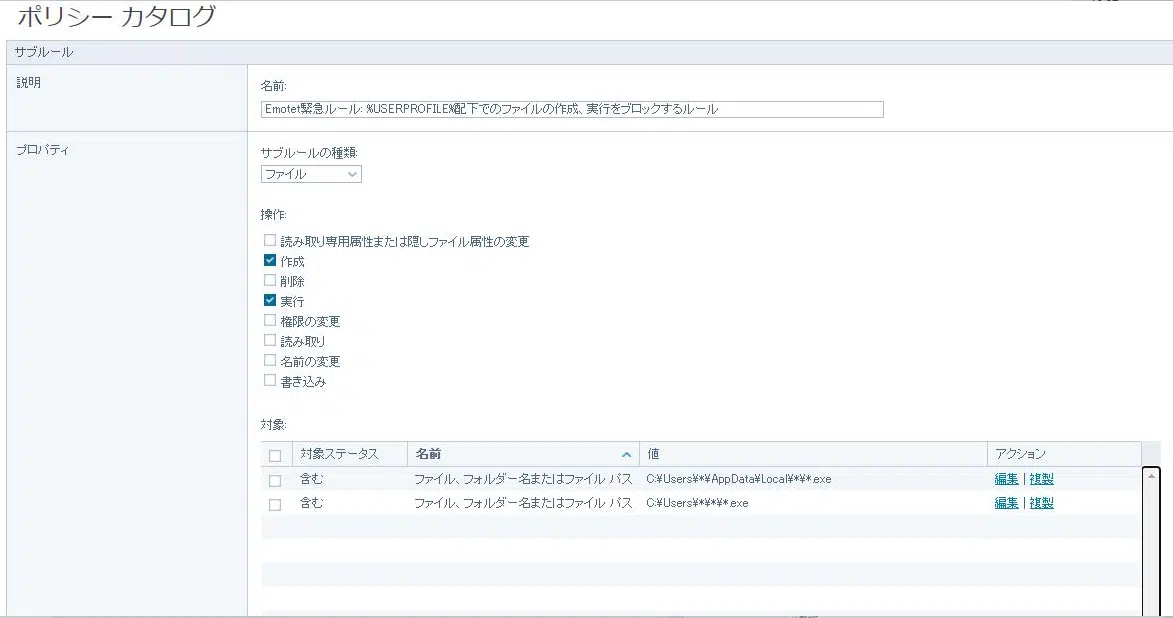 ポリシー カタログ
サブルール
説明
名前:
Emotet緊急ルール: %USERPROFILE%配下でのファイルの作成、実行をブロックするルール
プロパティ
サブルールの種類:
ファイル
操作:
読み取り専用属性または隠しファイル属性の変更
作成
削除
実行
権限の変更
読み取り
名前の変更
書き込み
対象:
対象ステータス 名前 値 アクション
含む ファイル、フォルダー名またはファイル パス C:¥Users¥*¥AppData¥Local¥*¥*.exe 編集 | 複製
含む ファイル、フォルダー名またはファイル パス C:¥Users¥*¥*¥*.exe 編集 | 複製